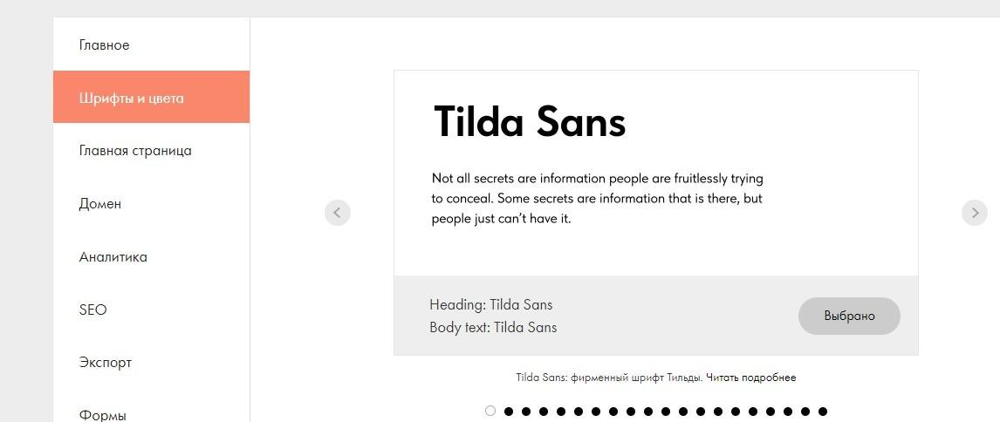 Главное
Шрифты и цвета
Главная страница
Домен
Аналитика
SEO
Экспорт
Формы
Tilda Sans
Not all secrets are information people are fruitlessly trying
to conceal. Some secrets are information that is there, but
people just can’t have it.
Heading: Tilda Sans
Body text: Tilda Sans
Выбрано
Tilda Sans: фирменный шрифт Тильды. Читать подробнее